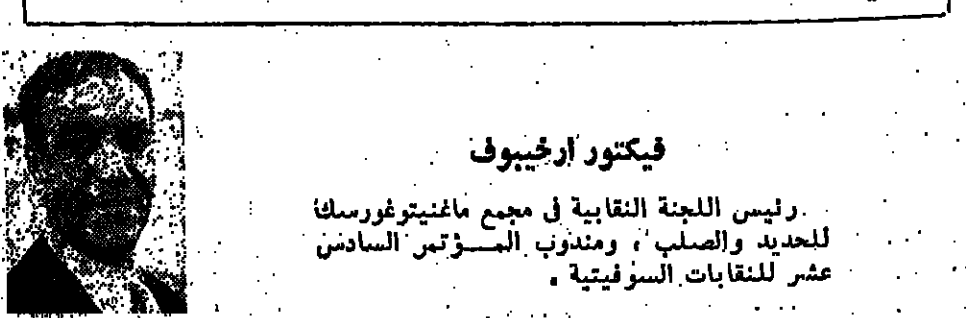 فيكتور ارخيبوف
رئيس اللجنة النقابية في مجمع ماغنيتوغورسك
للحديد والصلب ، ومندوب المؤتمر السادس
عشر للنقابات السوفيتية .